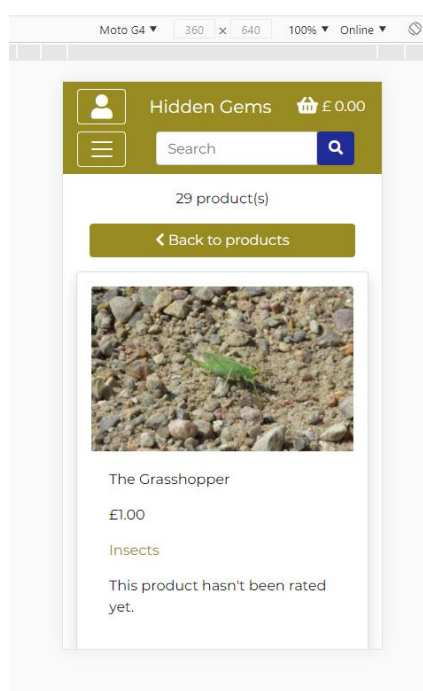 Moto G4 ▼ 360 x 640 100% ▼ Online ▼
Hidden Gems £ 0.00
Search
29 product(s)
Back to products
The Grasshopper
£1.00
Insects
This product hasn't been rated
yet.